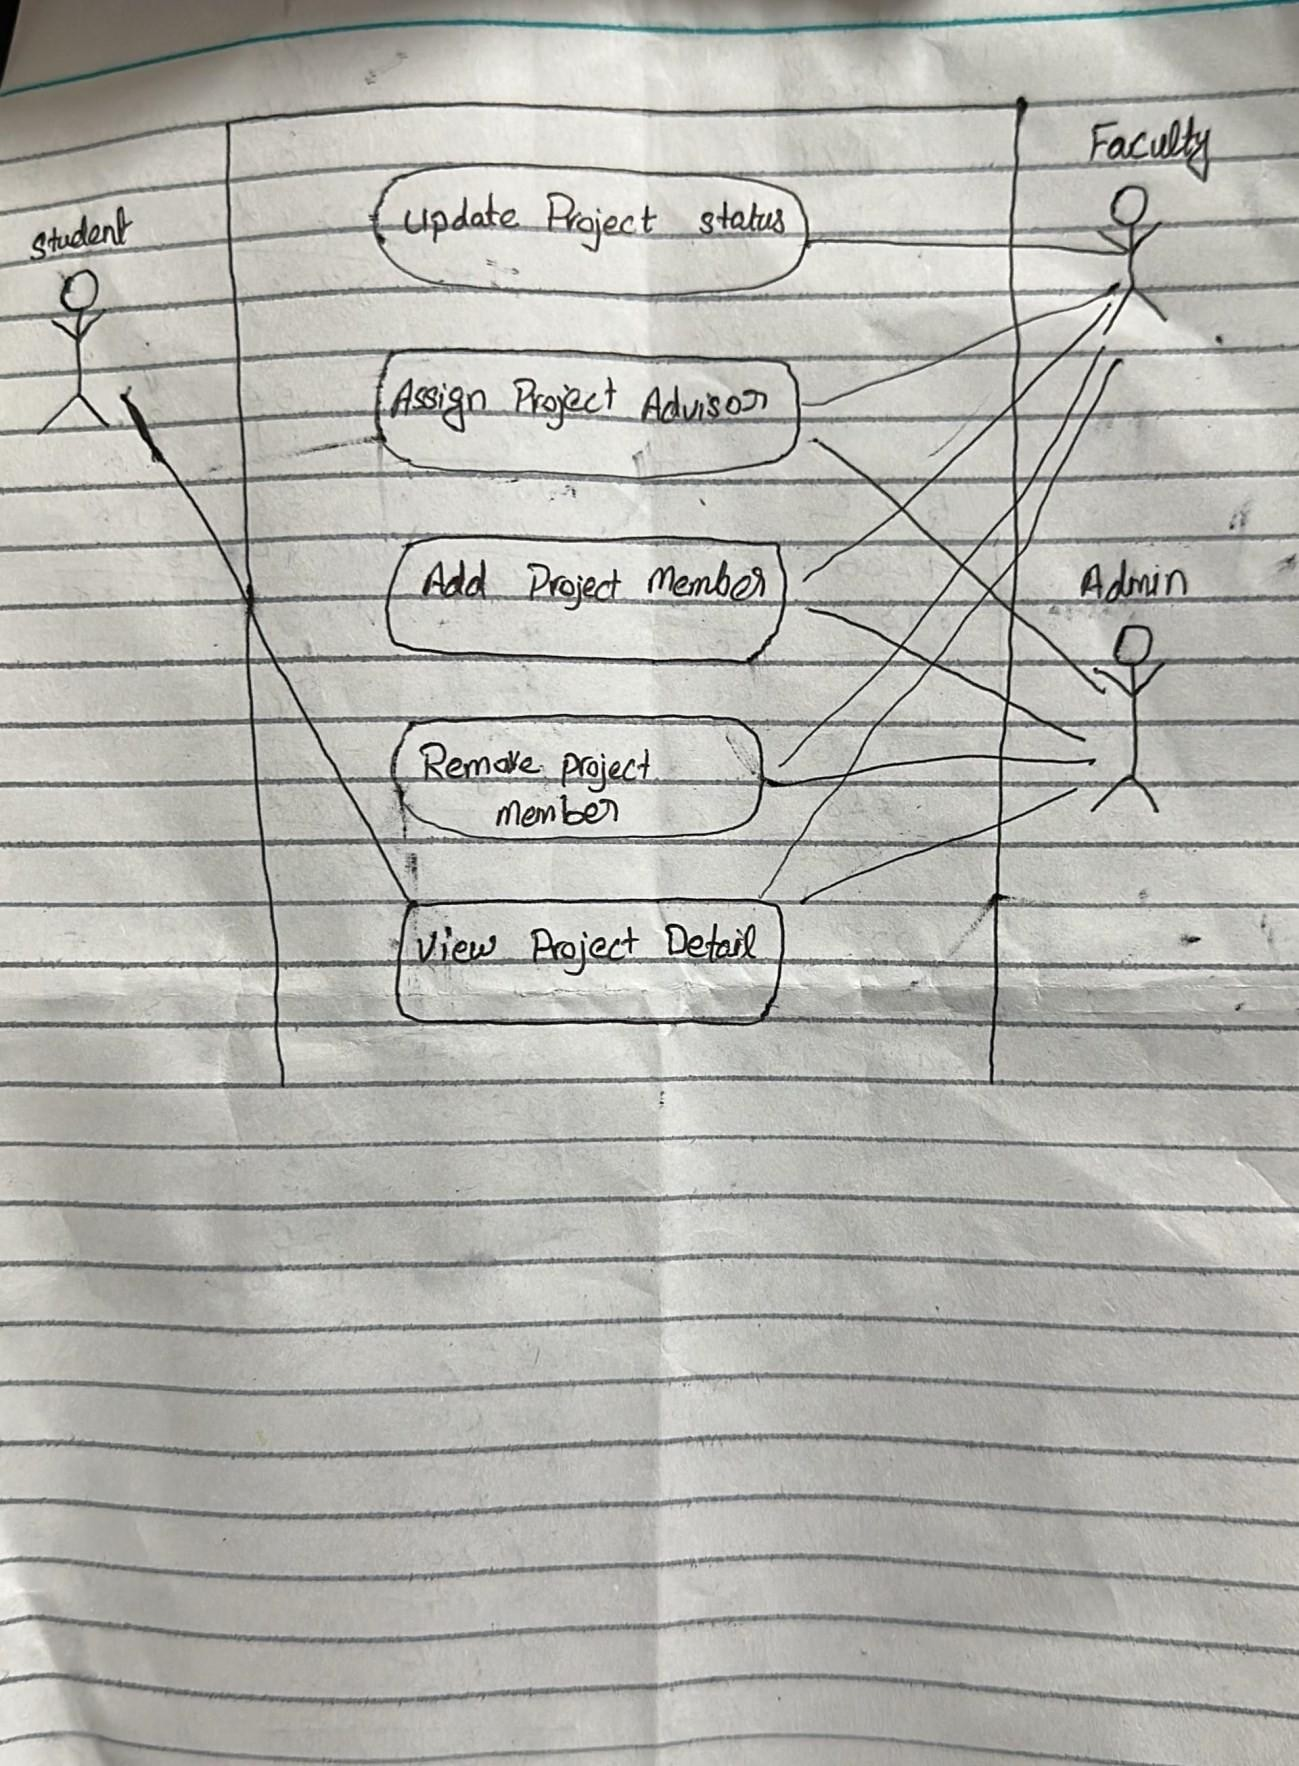 Faculty
Update Project status
Student
Assign Project Advisor
Add Project Member
Admin
Remove project
member
View Project Detail